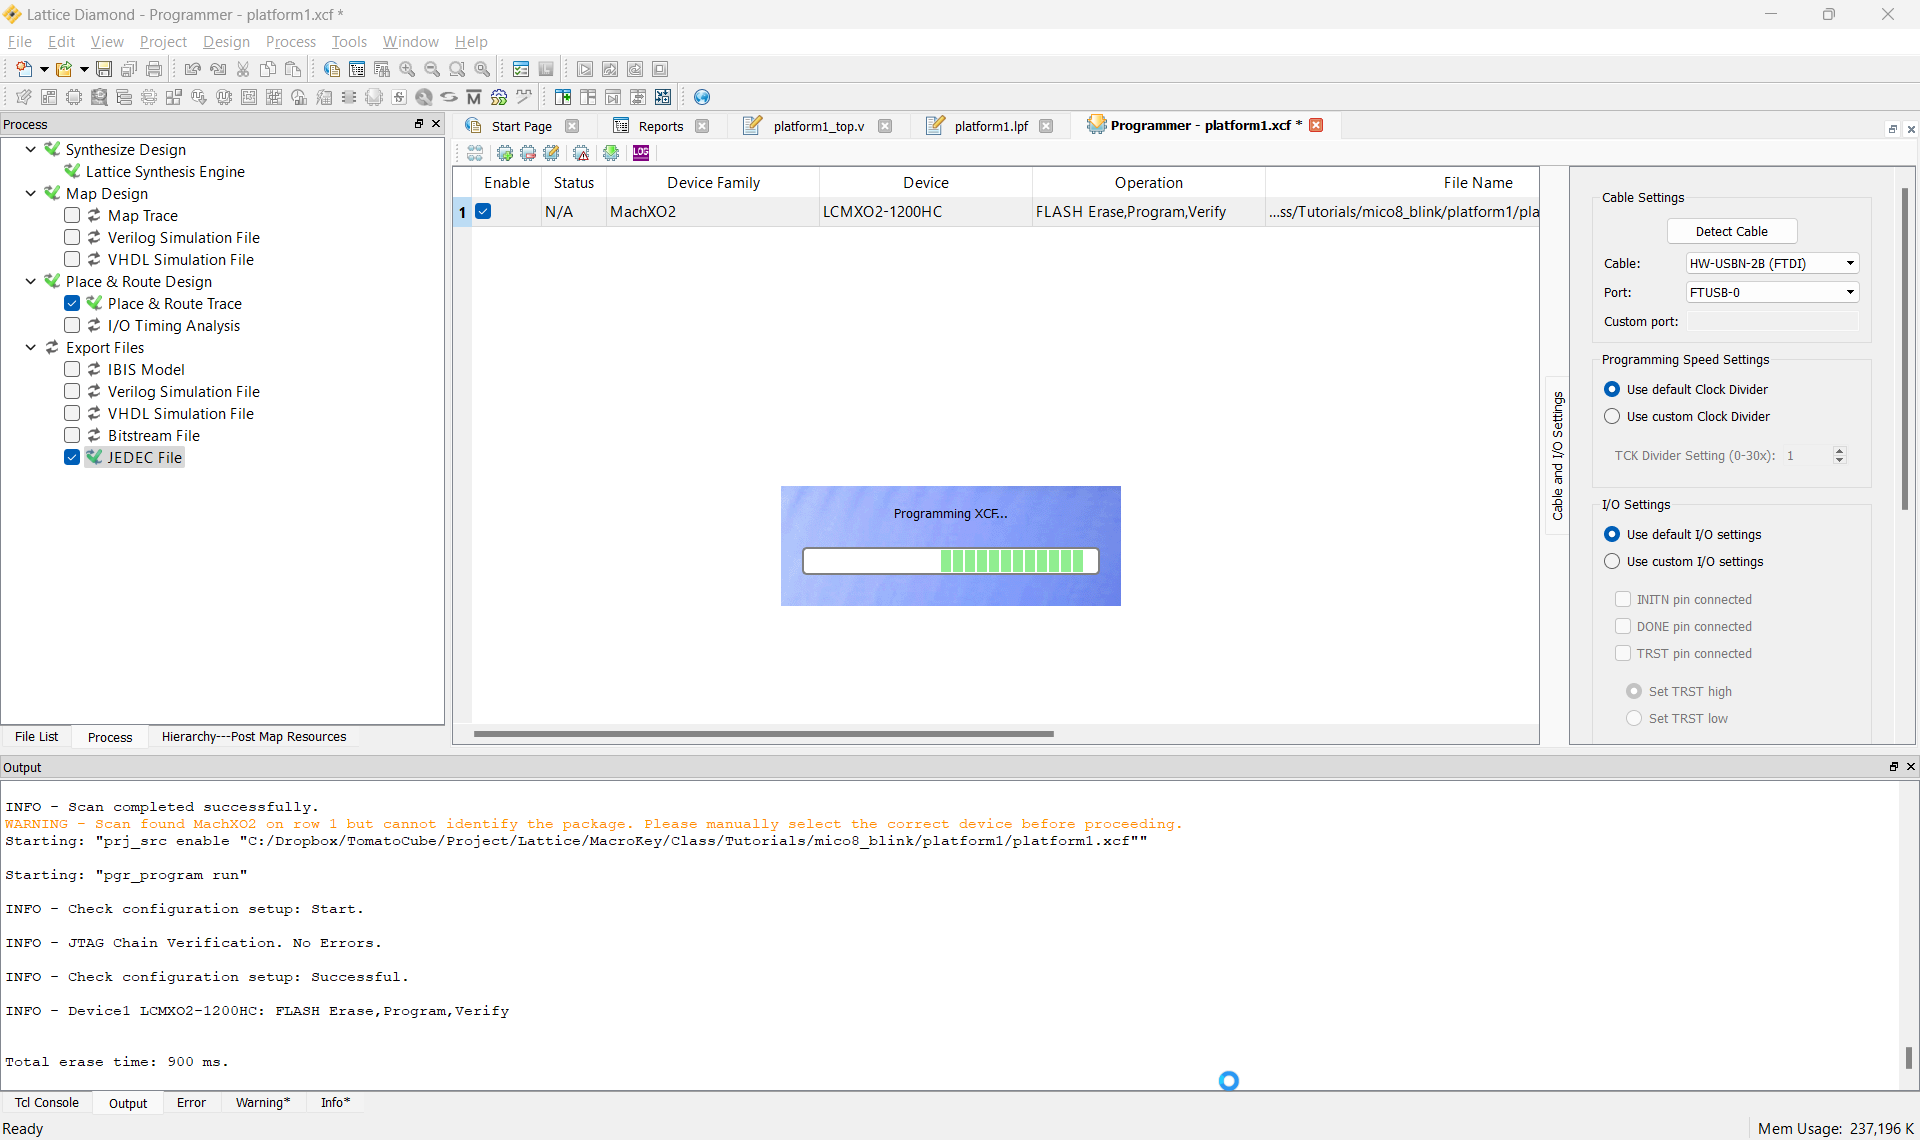 Lattice Diamond - Programmer - platform1.xcf *
File Edit View Project Design Process Tools Window Help
Process
Synthesize Design
Lattice Synthesis Engine
Map Design
Map Trace
Verilog Simulation File
VHDL Simulation File
Place & Route Design
Place & Route Trace
I/O Timing Analysis
Export Files
IBIS Model
Verilog Simulation File
VHDL Simulation File
Bitstream File
JEDEC File
File List Process Hierarchy---Post Map Resources
Start Page Reports platform1_top.v platform1.lpf Programmer - platform1.xcf *
LOG
Enable Status Device Family Device Operation File Name
1 N/A MachXO2 LCMXO2-1200HC FLASH Erase,Program,Verify ...ss/Tutorials/mico8_blink/platform1/pla
Programming XCF...
Cable and I/O Settings
Cable Settings
Detect Cable
Cable: HW-USBN-2B (FTDI)
Port: FTUSB-0
Custom port:
Programming Speed Settings
Use default Clock Divider
Use custom Clock Divider
TCK Divider Setting (0-30x): 1
I/O Settings
Use default I/O settings
Use custom I/O settings
INITN pin connected
DONE pin connected
TRST pin connected
Set TRST high
Set TRST low
Output
INFO - Scan completed successfully.
WARNING - Scan found MachXO2 on row 1 but cannot identify the package. Please manually select the correct device before proceeding.
Starting: "prj_src enable "C:/Dropbox/TomatoCube/Project/Lattice/MacroKey/Class/Tutorials/mico8_blink/platform1/platform1.xcf""
Starting: "pgr_program run"
INFO - Check configuration setup: Start.
INFO - JTAG Chain Verification. No Errors.
INFO - Check configuration setup: Successful.
INFO - Device1 LCMXO2-1200HC: FLASH Erase,Program,Verify
Total erase time: 900 ms.
Tcl Console Output Error Warning* Info*
Ready Mem Usage: 237,196 K